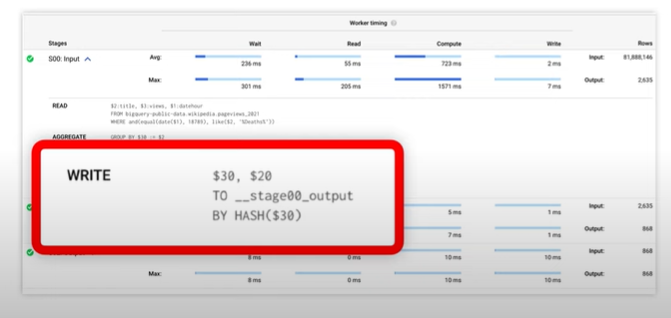 Worker timing
Stages Wait Read Compute Write Rows
S00: Input Avg: 236 ms 55 ms 723 ms 2 ms Input: 81,888,146
Max: 301 ms 205 ms 1571 ms 7 ms Output: 2,635
READ $2:title, $3:views, $1:datehour
FROM bigquery-public-data.wikipedia.pageviews_2021
WHERE and(equal(date($1), 18785), like($2, '%Death%'))
AGGREGATE GROUP BY $30 := $2
WRITE $30, $20
TO __stage00_output
BY HASH($30)
5 ms 1 ms Input: 2,635
7 ms 1 ms Output: 868
8 ms 0 ms 10 ms 10 ms Input: 868
Max: 8 ms 0 ms 10 ms 10 ms Output: 868